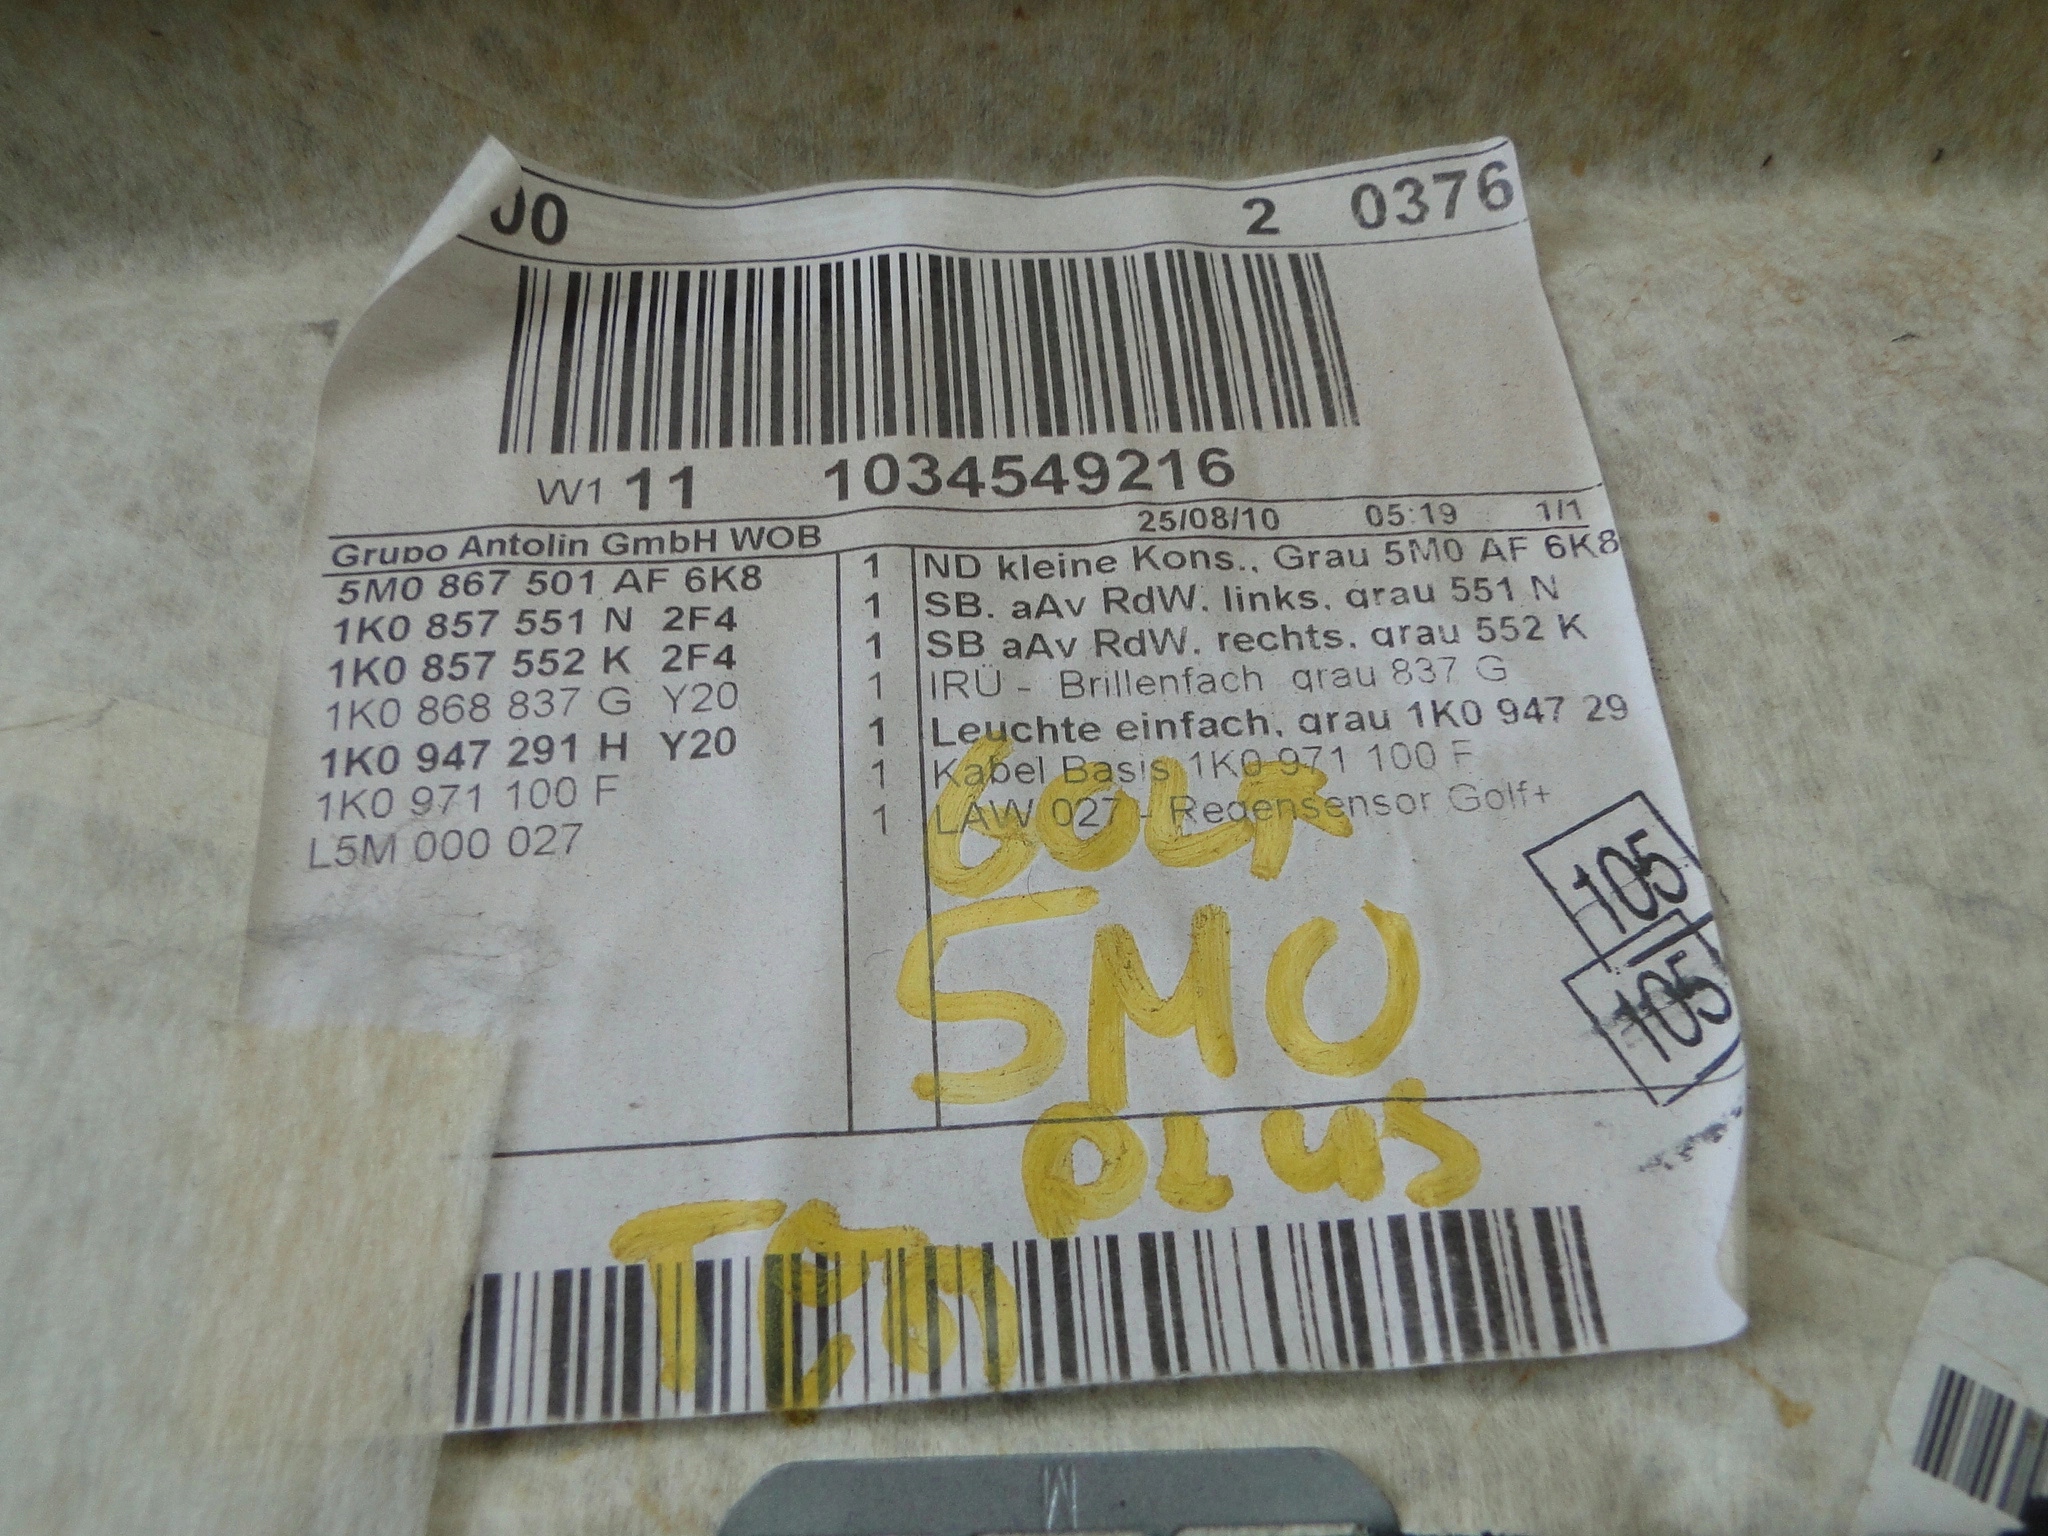 00 2 0376
W1 11 1034549216
25/08/10 05:19 1/1
Grupo Antolin GmbH WOB
5M0 867 501 AF 6K8 1 ND kleine Kons., Grau 5M0 AF 6K8
1K0 857 551 N 2F4 1 SB. aAv RdW. links, grau 551 N
1K0 857 552 K 2F4 1 SB aAv RdW. rechts, grau 552 K
1K0 868 837 G Y20 1 IRÜ - Brillenfach grau 837 G
1K0 947 291 H Y20 1 Leuchte einfach, grau 1K0 947 29
1K0 971 100 F 1 Kabel Basis 1K0 971 100 F
L5M 000 027 1 LAW 027 - Regensensor Golf+
GOLF
5M0
PLUS
105
105